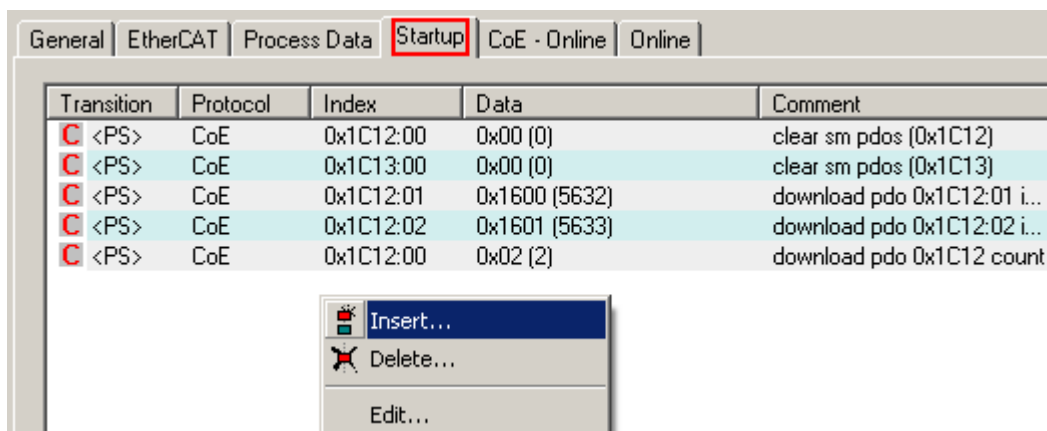 General EtherCAT Process Data Startup CoE - Online Online
Transition Protocol Index Data Comment
C <PS> CoE 0x1C12:00 0x00 (0) clear sm pdos (0x1C12)
C <PS> CoE 0x1C13:00 0x00 (0) clear sm pdos (0x1C13)
C <PS> CoE 0x1C12:01 0x1600 (5632) download pdo 0x1C12:01 i...
C <PS> CoE 0x1C12:02 0x1601 (5633) download pdo 0x1C12:02 i...
C <PS> CoE 0x1C12:00 0x02 (2) download pdo 0x1C12 count
Insert...
Delete...
Edit...